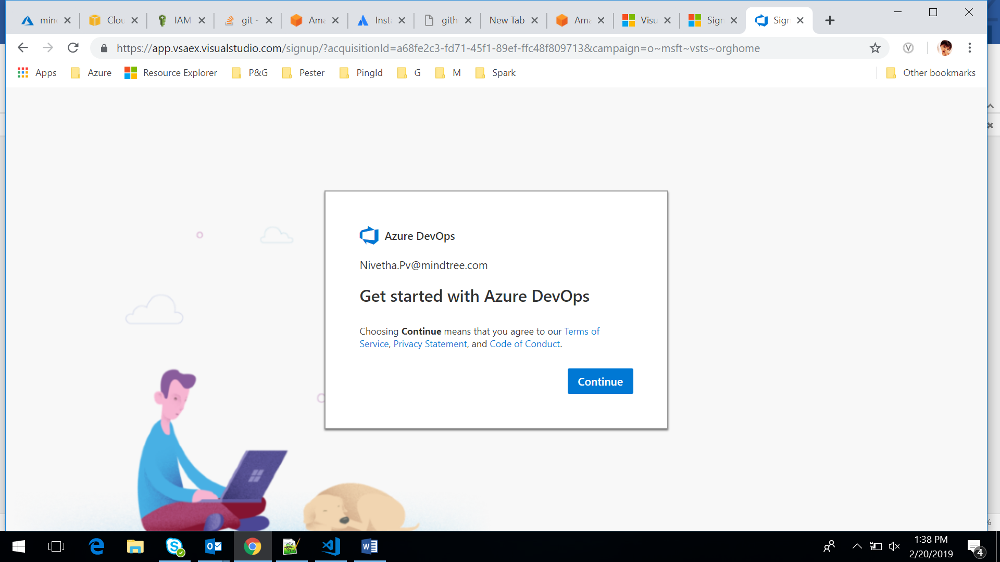 minc
Clou
IAM
git -
Ama
Insta
gith
New Tab
Ama
Visu
Sign
Sign
https://app.vsaex.visualstudio.com/signup/?acquisitionId=a68fe2c3-fd71-45f1-89ef-ffc48f809713&campaign=o~msft~vsts~orghome
Apps
Azure
Resource Explorer
P&G
Pester
PingId
G
M
Spark
Other bookmarks
Azure DevOps
Nivetha.Pv@mindtree.com
Get started with Azure DevOps
Choosing Continue means that you agree to our Terms of
Service, Privacy Statement, and Code of Conduct.
Continue
1:38 PM
2/20/2019
4